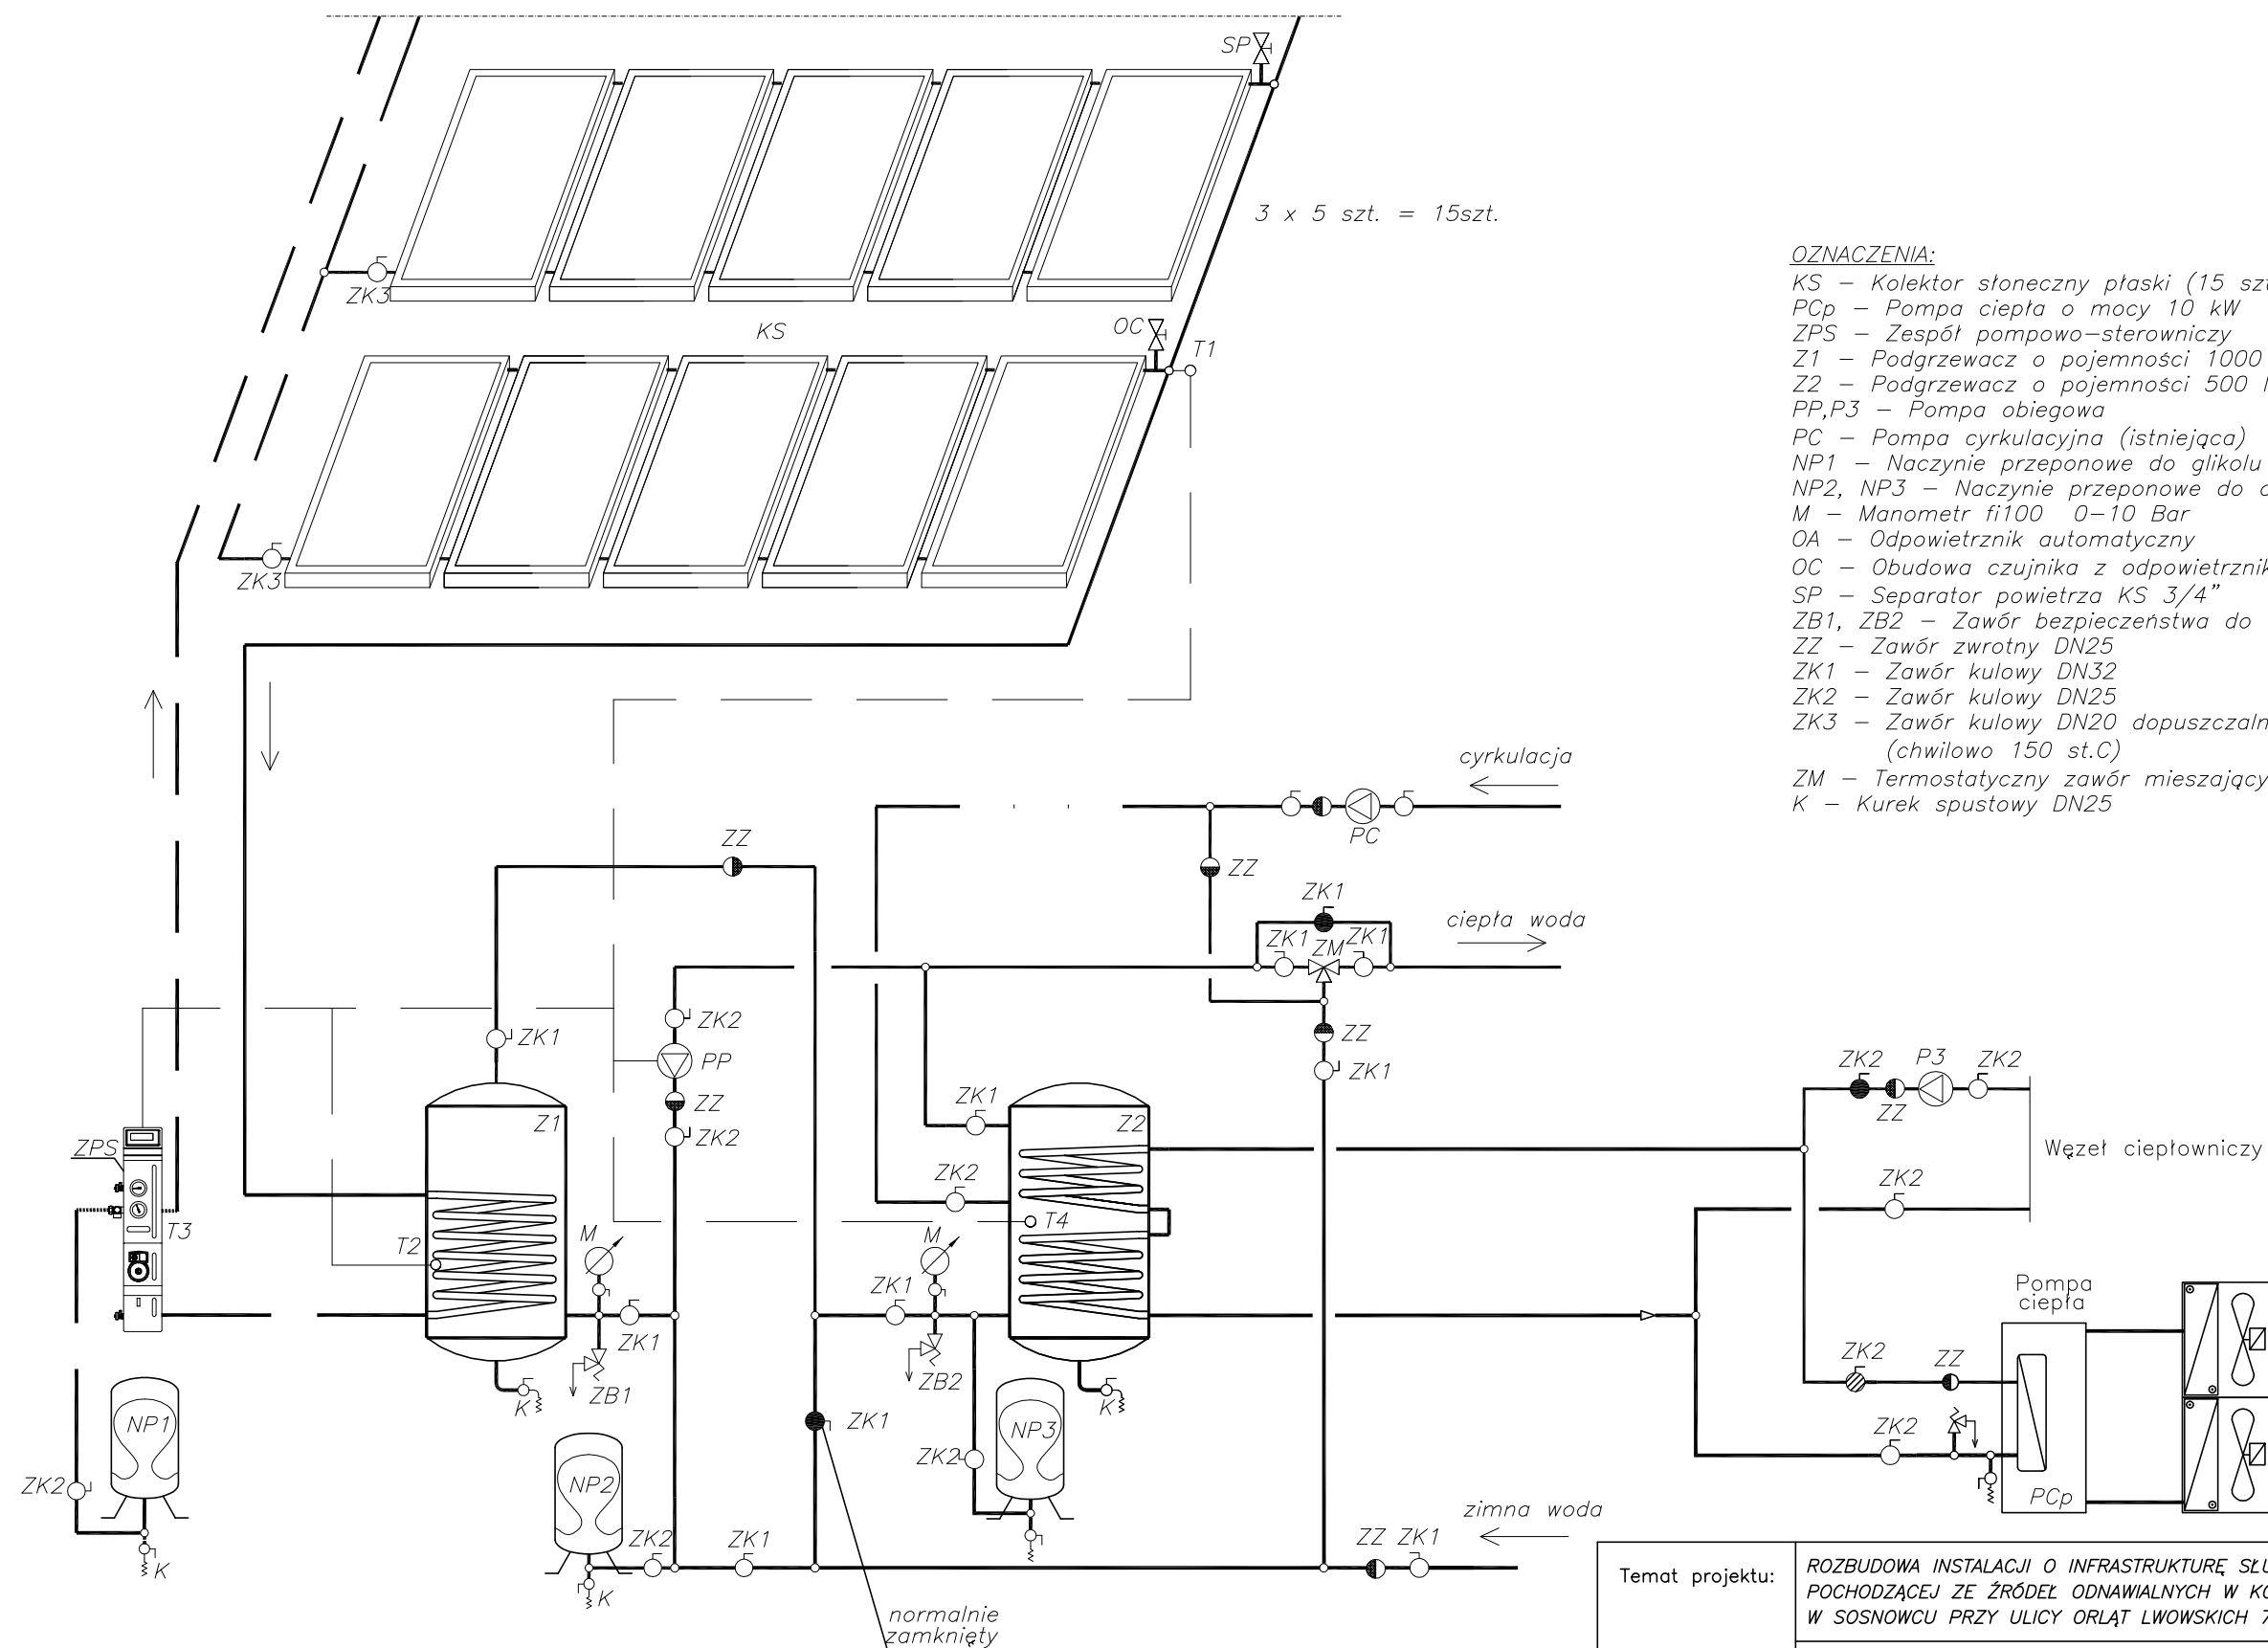 SP
3 x 5 szt. = 15szt.
ZK3
KS
OC
T1
ZK3
OZNACZENIA:
KS – Kolektor słoneczny płaski (15
PCp – Pompa ciepła o mocy 10 kW
ZPS – Zespół pompowo–sterowniczy
Z1 – Podgrzewacz o pojemności 1000
Z2 – Podgrzewacz o pojemności 500
PP,P3 – Pompa obiegowa
PC – Pompa cyrkulacyjna (istniejąca)
NP1 – Naczynie przeponowe do glikolu
NP2, NP3 – Naczynie przeponowe do
M – Manometr fi100 0–10 Bar
OA – Odpowietrznik automatyczny
OC – Obudowa czujnika z
SP – Separator powietrza KS 3/4"
ZB1, ZB2 – Zawór bezpieczeństwa do
ZZ – Zawór zwrotny DN25
ZK1 – Zawór kulowy DN32
ZK2 – Zawór kulowy DN25
ZK3 – Zawór kulowy DN20
(chwilowo 150 st.C)
ZM – Termostatyczny zawór mieszający
K – Kurek spustowy DN25
cyrkulacja
PC
ZZ
ZZ
ZK1
ciepła woda
ZK1 ZM ZK1
ZK2
ZK1
PP
ZZ
ZK1
ZZ
ZK2
ZK1
ZK2 P3 ZK2
ZZ
Z1
Z2
ZPS
Węzeł ciepłowniczy
ZK2
ZK2
T3
T2
M
M
T4
ZK1
Pompa
ciepła
ZK1
ZB1
ZB2
ZK2
ZZ
K
K
NP1
ZK1
NP3
ZK2
ZK2
ZK2
NP2
PCp
zimna woda
ZK2
ZK1
ZZ ZK1
K
K
normalnie
zamknięty
Temat projektu:
ROZBUDOWA INSTALACJI O INFRASTRUKTURĘ
POCHODZĄCEJ ZE ŹRÓDEŁ ODNAWIALNYCH W
W SOSNOWCU PRZY ULICY ORLĄT LWOWSKICH